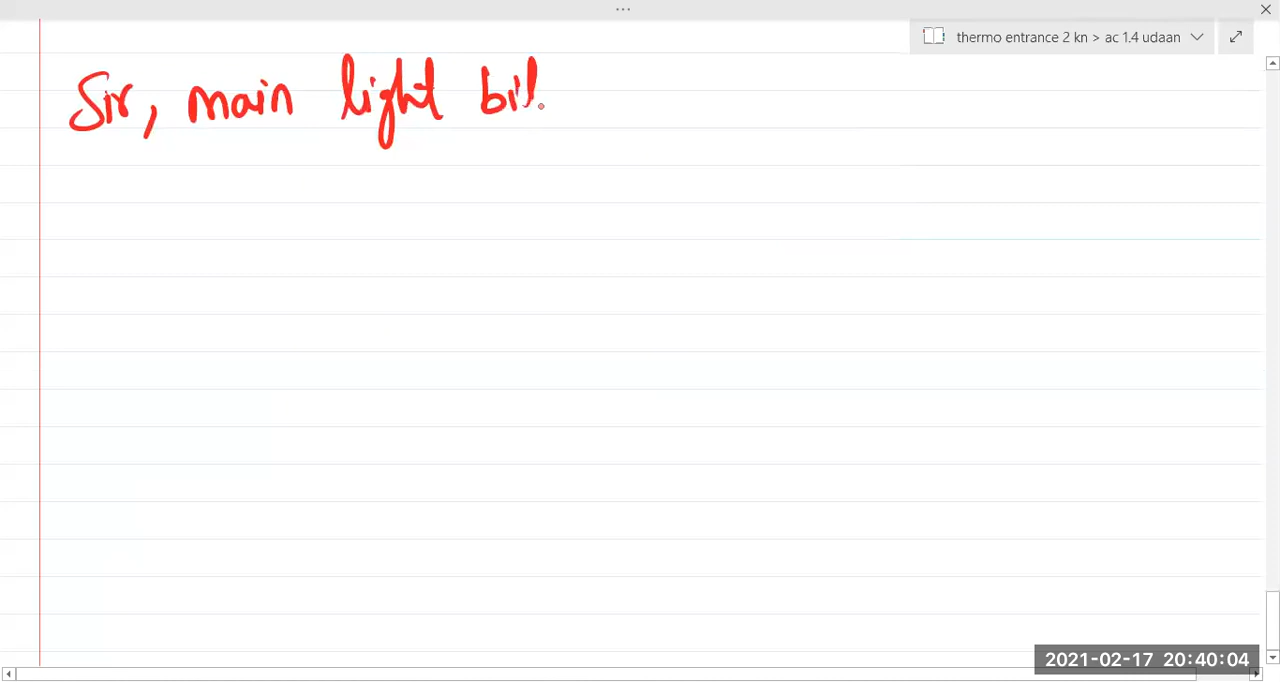 thermo entrance 2 kn > ac 1.4 udaan
Sir, main light bil
2021-02-17 20:40:04